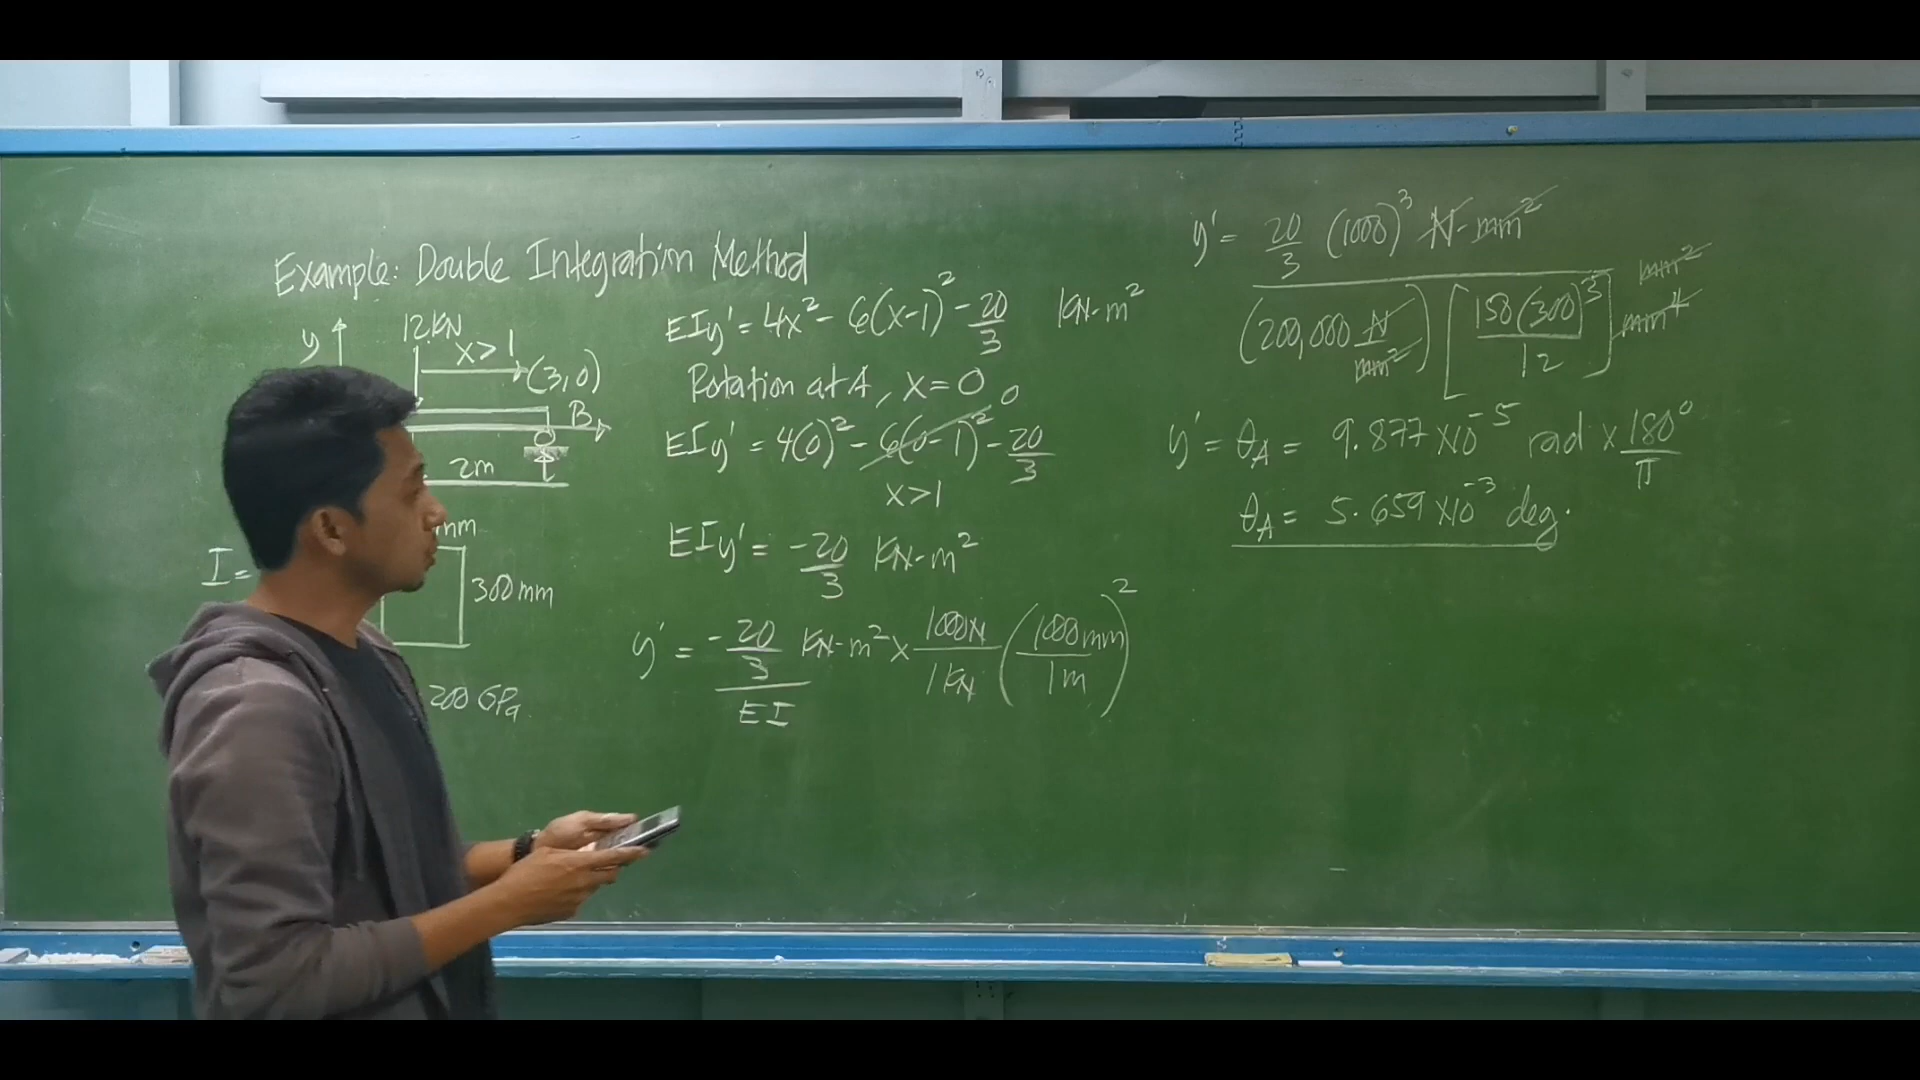 Example: Double Integration Method
y
12 KN
x>1
(3,0)
B
2m
mm
I=
300mm
200 GPa
EIy' = 4x² - 6(x-1)² - 20/3 KN-m²
Rotation at A, x=0
0
EIy' = 4(0)² - 6(0-1)² - 20/3
x>1
EIy' = -20/3 KN-m²
y' = -20/3 KN-m² x 1000N/1KN (1000mm/1m)²
EI
y' = 20/3 (1000)³ N-mm²
mm²
(200,000 N/mm²) [150(300)³/12] mm⁴
y' = θA = 9.877 x10⁻⁵ rad x 180°/π
θA = 5.659 x10⁻³ deg.